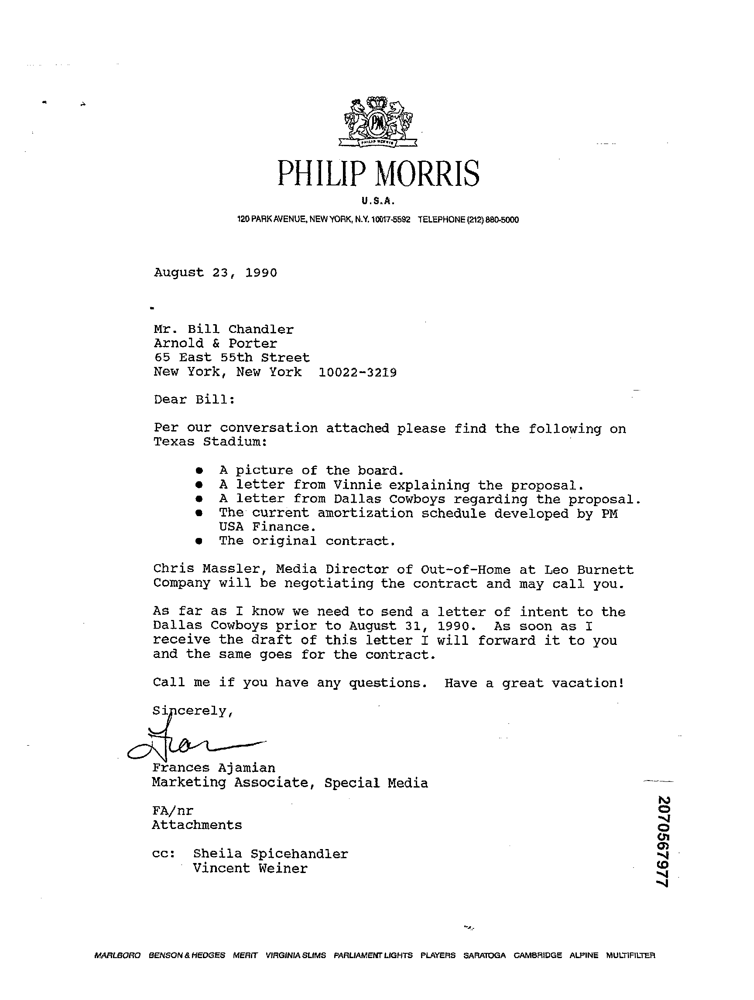 PM
PHILIP MORRIS
PHILIP MORRIS
U.S.A.
120 PARK AVENUE, NEW YORK, N.Y. 10017-5592 TELEPHONE (212) 880-5000
August 23, 1990
Mr. Bill Chandler
Arnold & Porter
65 East 55th Street
New York, New York 10022-3219
Dear Bill:
Per our conversation attached please find the following on
Texas Stadium:
● A picture of the board.
● A letter from Vinnie explaining the proposal.
● A letter from Dallas Cowboys regarding the proposal.
● The current amortization schedule developed by PM
USA Finance.
● The original contract.
Chris Massler, Media Director of Out-of-Home at Leo Burnett
Company will be negotiating the contract and may call you.
As far as I know we need to send a letter of intent to the
Dallas Cowboys prior to August 31, 1990. As soon as I
receive the draft of this letter I will forward it to you
and the same goes for the contract.
Call me if you have any questions. Have a great vacation!
Sincerely,
Fran
Frances Ajamian
Marketing Associate, Special Media
FA/nr
Attachments
cc: Sheila Spicehandler
Vincent Weiner
2070567977
MARLBORO BENSON & HEDGES MERIT VIRGINIA SLIMS PARLIAMENT LIGHTS PLAYERS SARATOGA CAMBRIDGE ALPINE MULTIFILTER